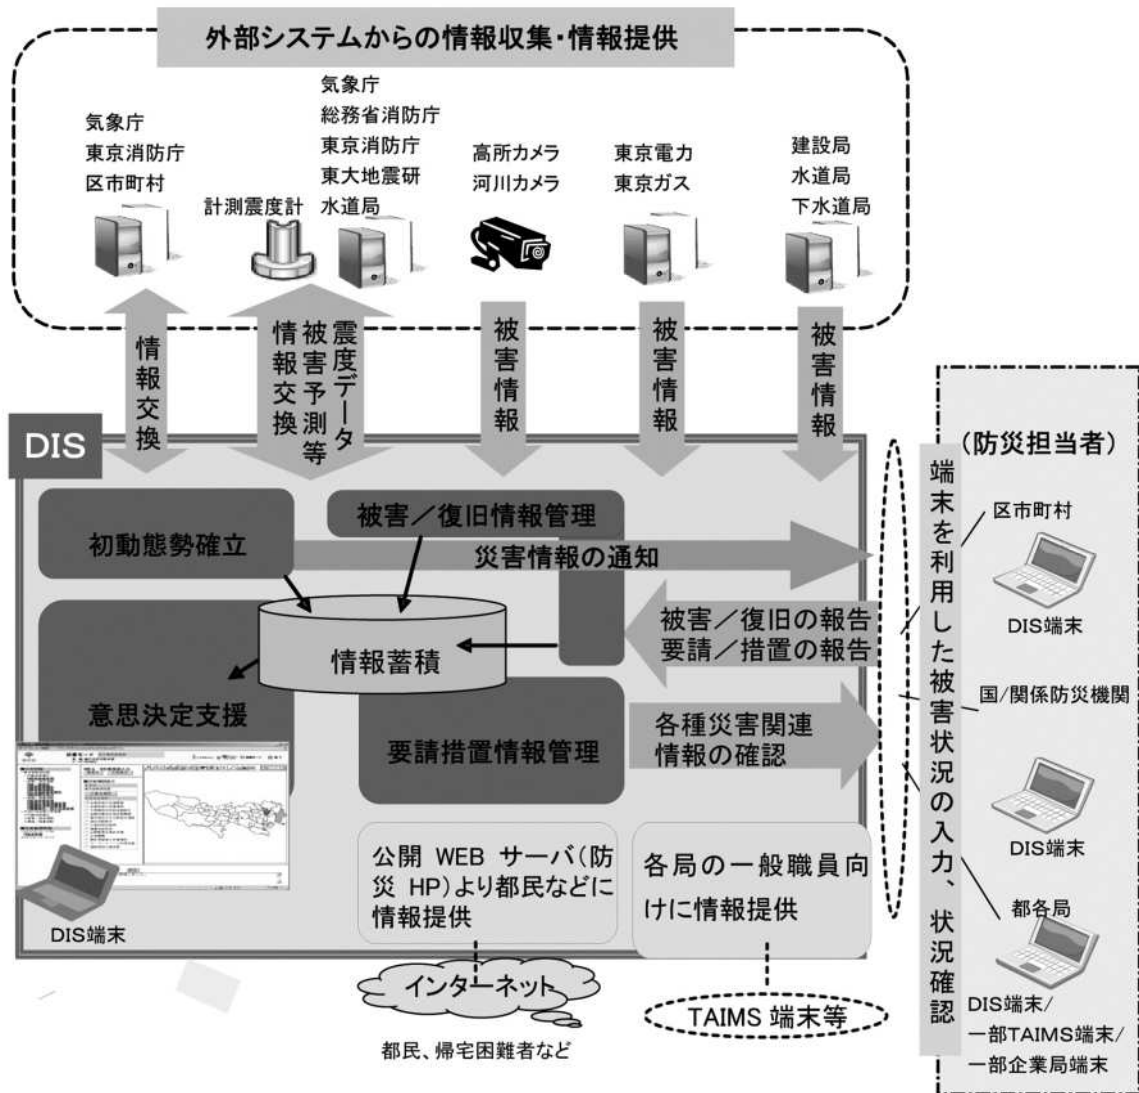 外部システムからの情報収集・情報提供
気象庁
東京消防庁
区市町村
計測震度計
気象庁
総務省消防庁
東京消防庁
東大地震研
水道局
高所カメラ
河川カメラ
東京電力
東京ガス
建設局
水道局
下水道局
情報交換
震度データ
被害予測等
情報交換
被害情報
被害情報
被害情報
DIS
初動態勢確立
被害／復旧情報管理
災害情報の通知
情報蓄積
被害／復旧の報告
要請／措置の報告
意思決定支援
要請措置情報管理
各種災害関連
情報の確認
DIS端末
公開 WEB サーバ（防
災 HP）より都民などに
情報提供
各局の一般職員向
けに情報提供
インターネット
都民、帰宅困難者など
TAIMS 端末等
端末を利用した被害状況の入力、状況確認
（防災担当者）
区市町村
DIS端末
国/関係防災機関
DIS端末
都各局
DIS端末/
一部TAIMS端末/
一部企業局端末